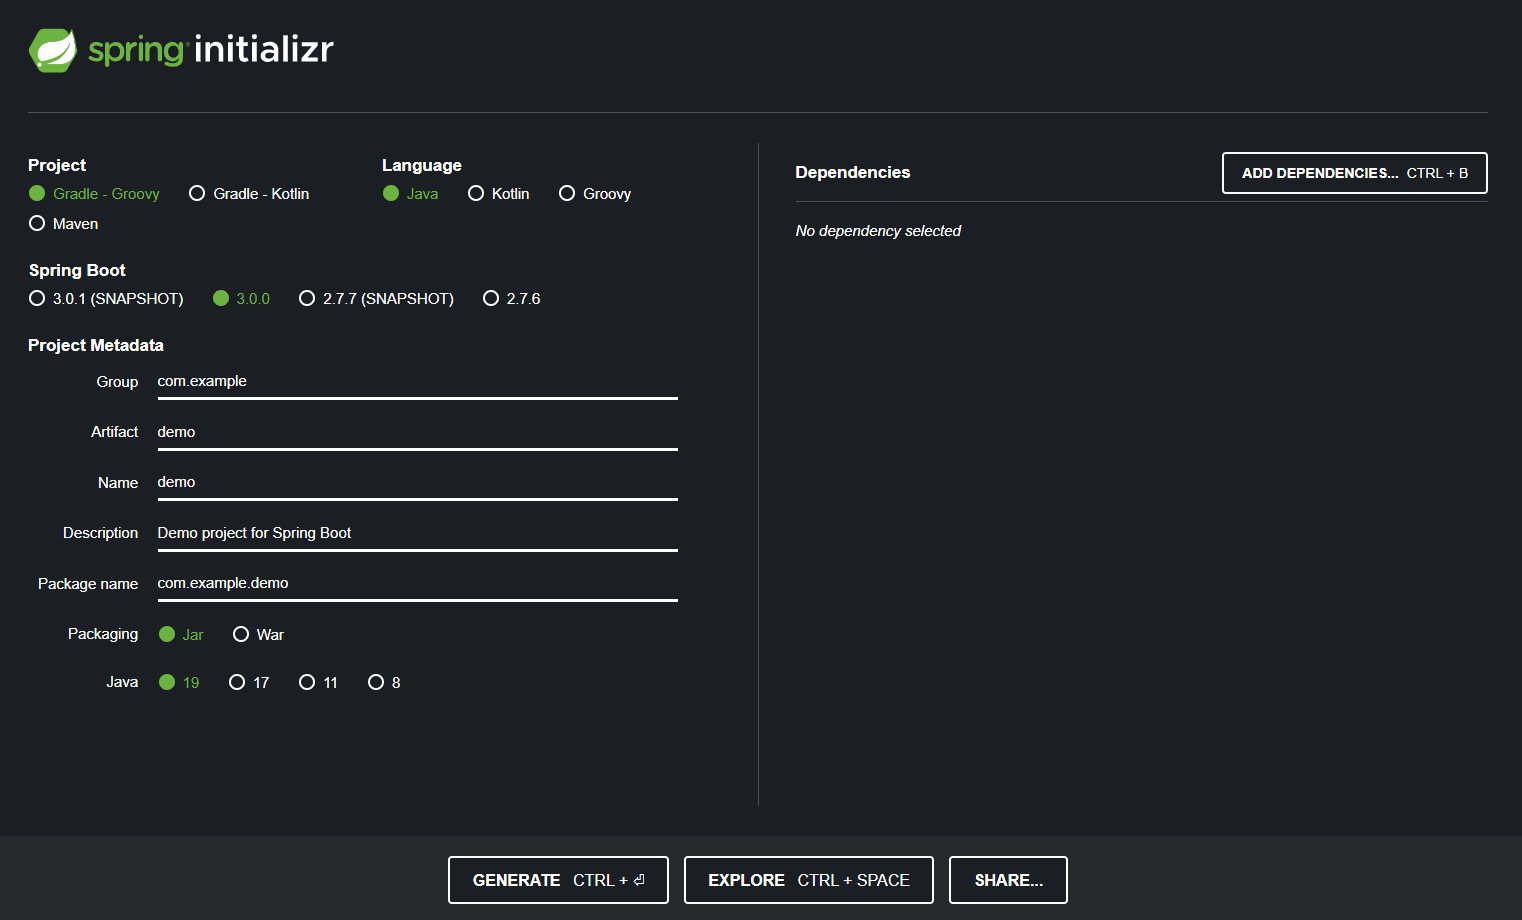 spring initializr
Project
Gradle - Groovy
Gradle - Kotlin
Maven
Language
Java
Kotlin
Groovy
Spring Boot
3.0.1 (SNAPSHOT)
3.0.0
2.7.7 (SNAPSHOT)
2.7.6
Project Metadata
Group com.example
Artifact demo
Name demo
Description Demo project for Spring Boot
Package name com.example.demo
Packaging Jar War
Java 19 17 11 8
Dependencies
ADD DEPENDENCIES... CTRL + B
No dependency selected
GENERATE CTRL + ⏎
EXPLORE CTRL + SPACE
SHARE...